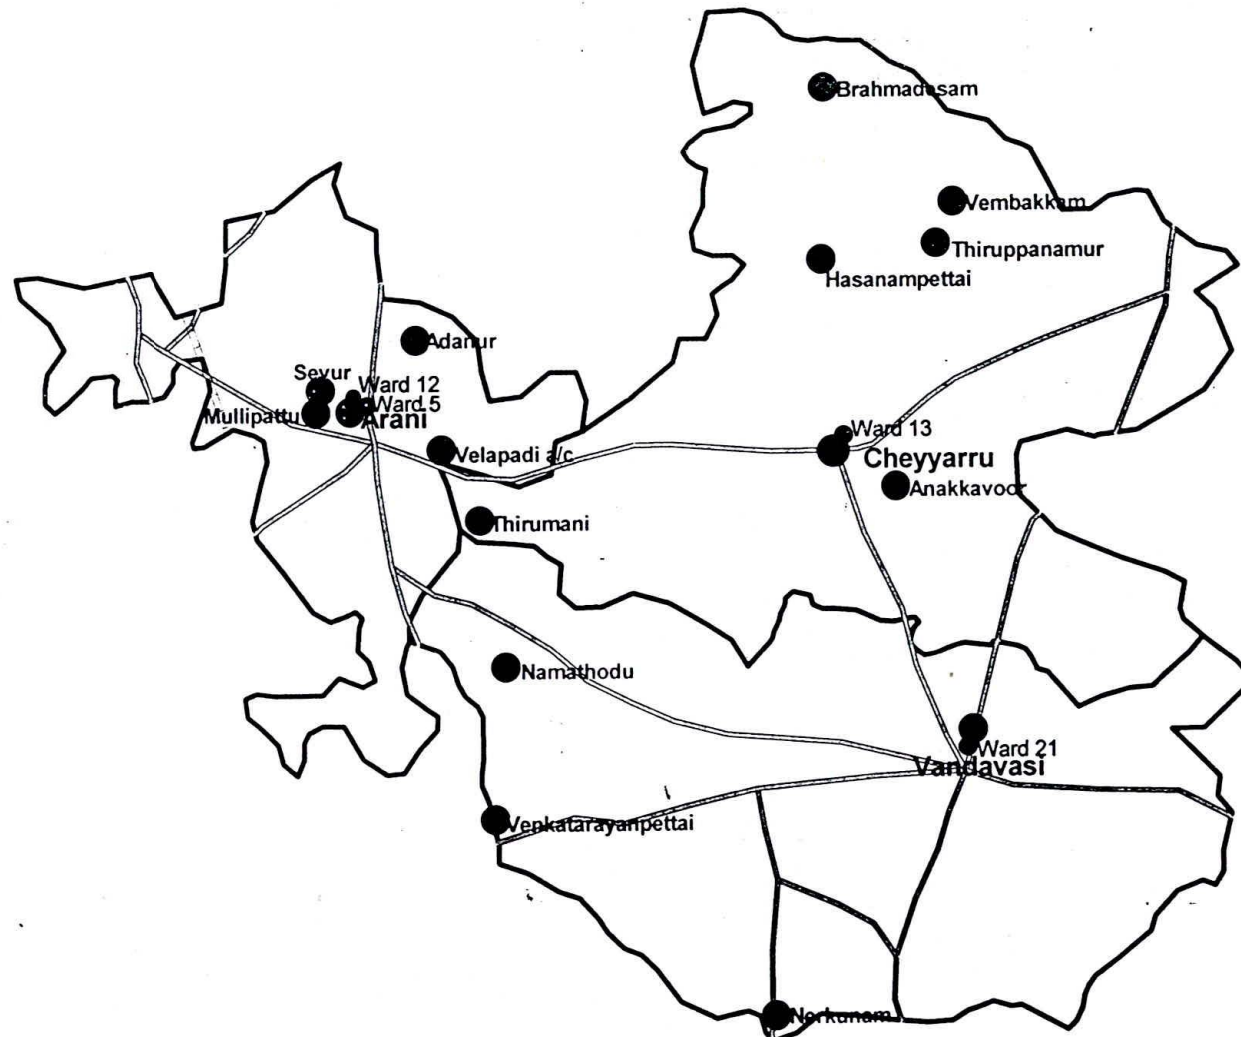 Brahmadesam
Vembakkam
Thiruppanamur
Hasanampettai
Adanur
Sevur
Ward 12
Ward 5
Mullipattu
Arani
Ward 13
Velapadi a/c
Cheyyarru
Anakkavoor
Thirumani
Namathodu
Ward 21
Vandavasi
Venkatarayanpettai
Nerkunam